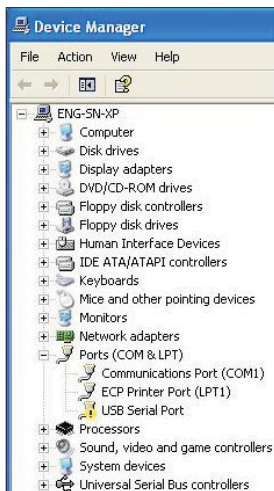 Device Manager
File Action View Help
ENG-SN-XP
Computer
Disk drives
Display adapters
DVD/CD-ROM drives
Floppy disk controllers
Floppy disk drives
Human Interface Devices
IDE ATA/ATAPI controllers
Keyboards
Mice and other pointing devices
Monitors
Network adapters
Ports (COM & LPT)
Communications Port (COM1)
ECP Printer Port (LPT1)
USB Serial Port
Processors
Sound, video and game controllers
System devices
Universal Serial Bus controllers